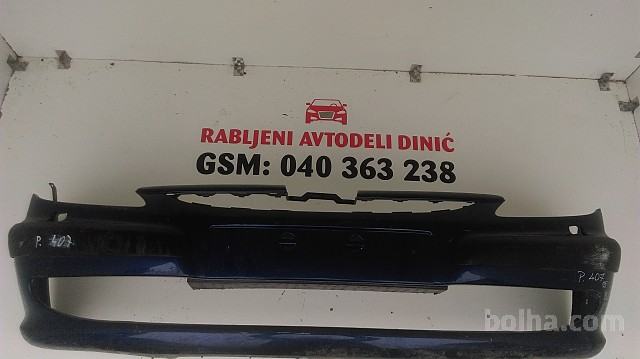 RABLJENI AVTODELI DINIĆ
GSM: 040 363 238
P. 407
P. 407
bolha.com